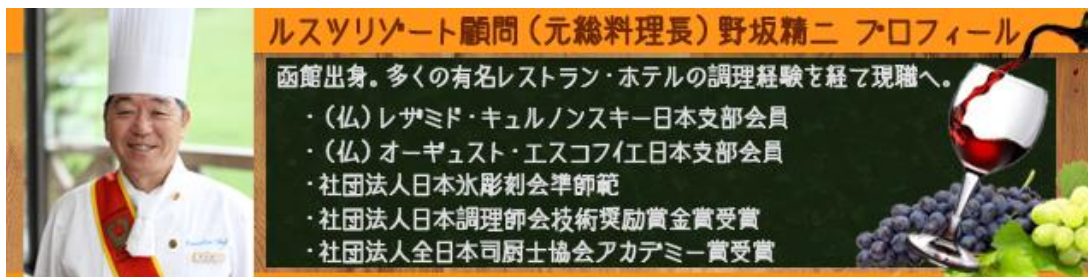 ルスツリゾート顧問（元総料理長）野坂精二 プロフィール
函館出身。多くの有名レストラン・ホテルの調理経験を経て現職へ。
・（仏）レザミド・キュルノンスキー日本支部会員
・（仏）オーギュスト・エスコフイエ日本支部会員
・社団法人日本氷彫刻会準師範
・社団法人日本調理師会技術奨励賞金賞受賞
・社団法人全日本司厨士協会アカデミー賞受賞